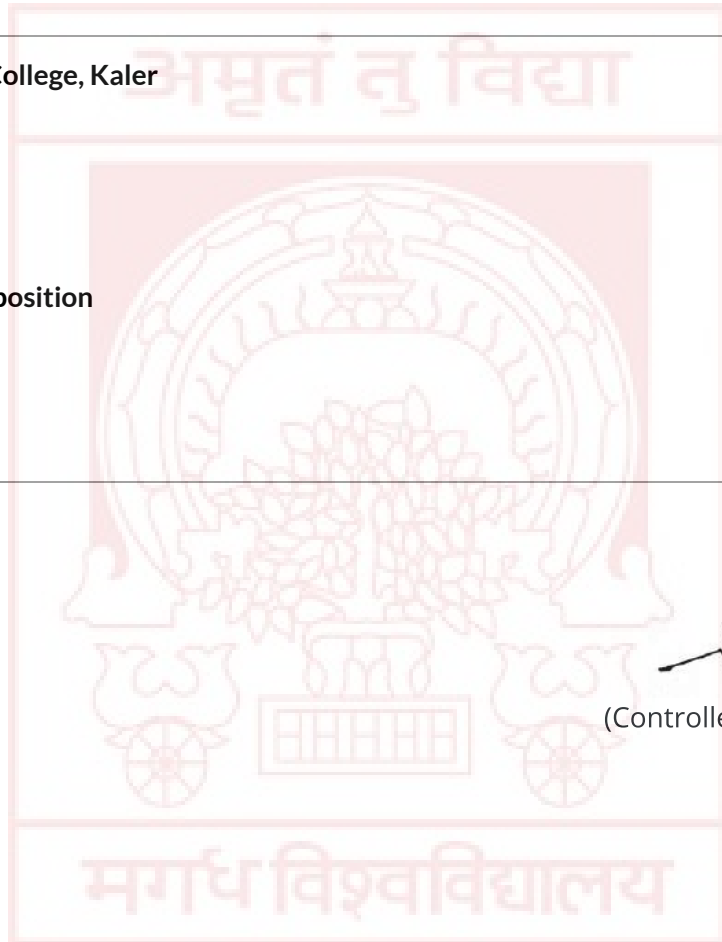 अमृतं तु विद्या
College, Kaler
position
(Controlle
मगध विश्वविद्यालय